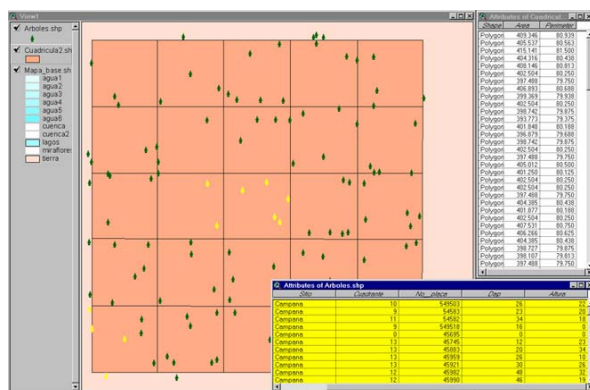 View1
Arboles.shp
Cuadricula2.sh
Mapa_base.sh
agua1
agua2
agua3
agua4
agua5
agua6
cuenca
cuenca2
lagos
miraflores
tierra
Attributes of Cuadricul
Shape Area Perimeter
Polygon 409.346 80.939
Polygon 405.537 80.563
Polygon 415.141 81.500
Polygon 404.316 80.438
Polygon 408.146 80.813
Polygon 402.504 80.250
Polygon 397.488 79.750
Polygon 406.893 80.688
Polygon 399.369 79.938
Polygon 402.504 80.250
Polygon 398.742 79.875
Polygon 393.773 79.375
Polygon 401.848 80.188
Polygon 396.879 79.688
Polygon 398.742 79.875
Polygon 402.504 80.250
Polygon 397.488 79.750
Polygon 405.012 80.500
Polygon 401.250 80.125
Polygon 402.504 80.250
Polygon 402.504 80.250
Polygon 397.488 79.750
Polygon 404.385 80.438
Polygon 401.877 80.188
Polygon 402.504 80.250
Polygon 407.531 80.750
Polygon 406.266 80.625
Polygon 404.385 80.438
Polygon 398.727 79.875
Polygon 398.107 79.813
Polygon 397.488 79.750
Attributes of Arboles.shp
Sitio Cuadrante No_placa Dap Altura
Campana 10 549503 26 22
Campana 9 54583 23 20
Campana 11 54582 34 18
Campana 9 549518 16 0
Campana 0 45695 0 0
Campana 13 45745 12 23
Campana 13 45883 20 34
Campana 13 45959 26 10
Campana 13 45921 30 26
Campana 12 45982 48 32
Campana 12 45990 46 19